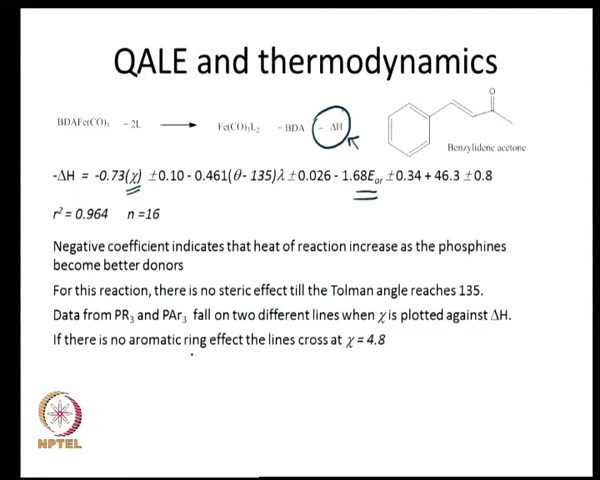 QALE and thermodynamics
BDAFe(CO)3 - 2L → Fe(CO)3L2 - BDA - ΔH
O
Benzylidene acetone
-ΔH = -0.73(χ) ±0.10 - 0.461(θ- 135)λ ±0.026 - 1.68Ear ±0.34 + 46.3 ±0.8
r² = 0.964 n =16
Negative coefficient indicates that heat of reaction increase as the phosphines
become better donors
For this reaction, there is no steric effect till the Tolman angle reaches 135.
Data from PR3 and PAr3 fall on two different lines when χ is plotted against ΔH.
If there is no aromatic ring effect the lines cross at χ = 4.8
NPTEL